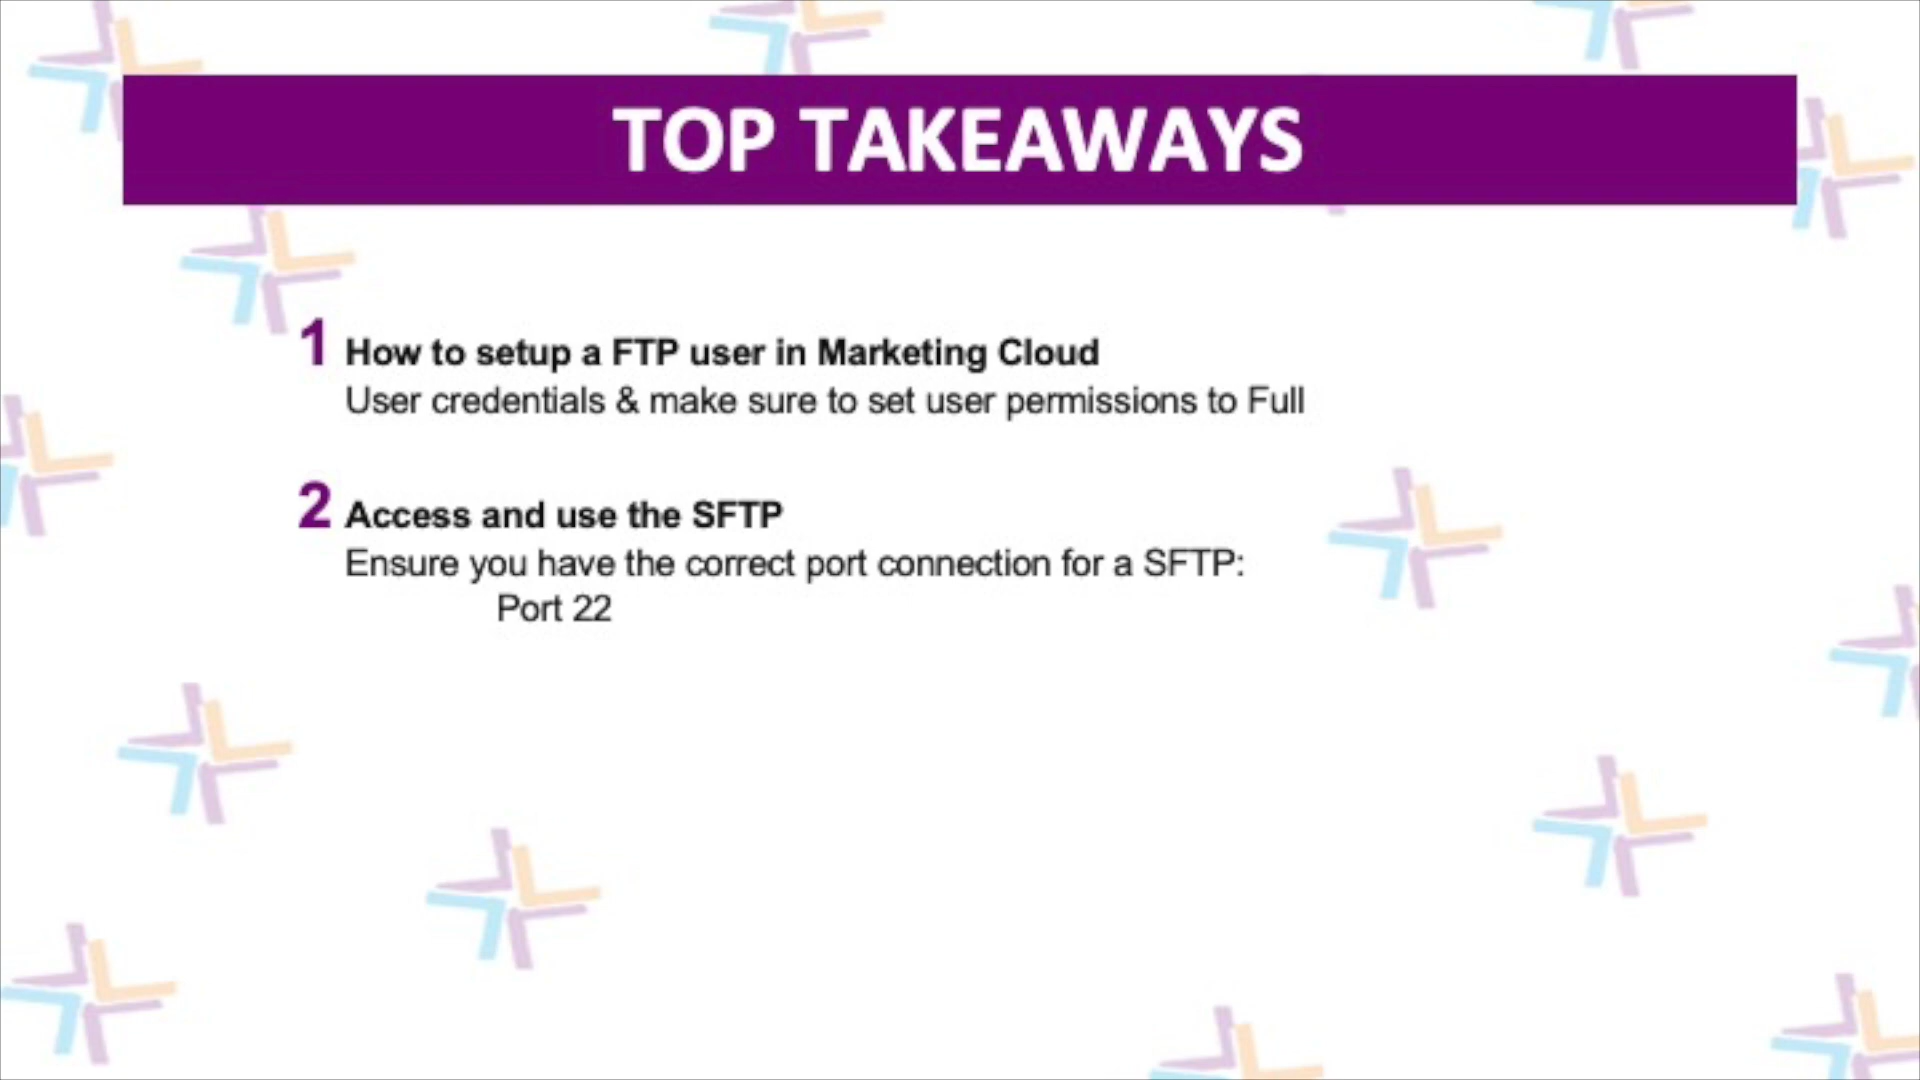 TOP TAKEAWAYS
1 How to setup a FTP user in Marketing Cloud
User credentials & make sure to set user permissions to Full
2 Access and use the SFTP
Ensure you have the correct port connection for a SFTP:
Port 22